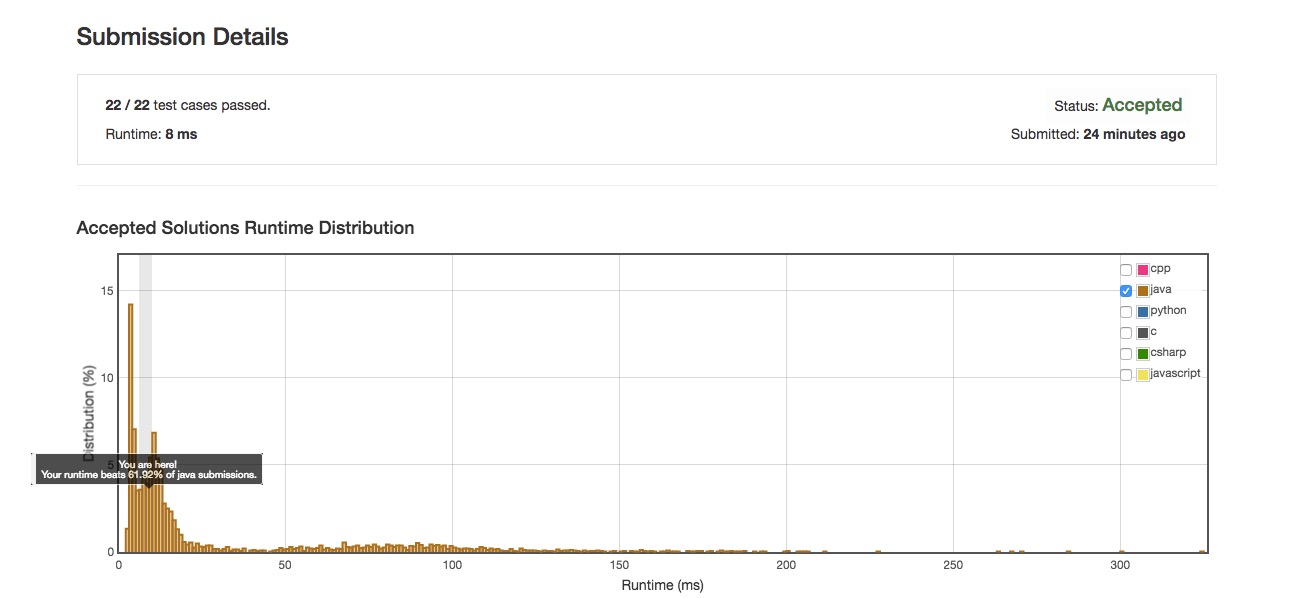 Submission Details
22 / 22 test cases passed.
Status: Accepted
Runtime: 8 ms
Submitted: 24 minutes ago
Accepted Solutions Runtime Distribution
cpp
java
python
c
csharp
javascript
15
10
5
0
Distribution (%)
You are here!
Your runtime beats 61.92% of java submissions.
0
50
100
150
200
250
300
Runtime (ms)